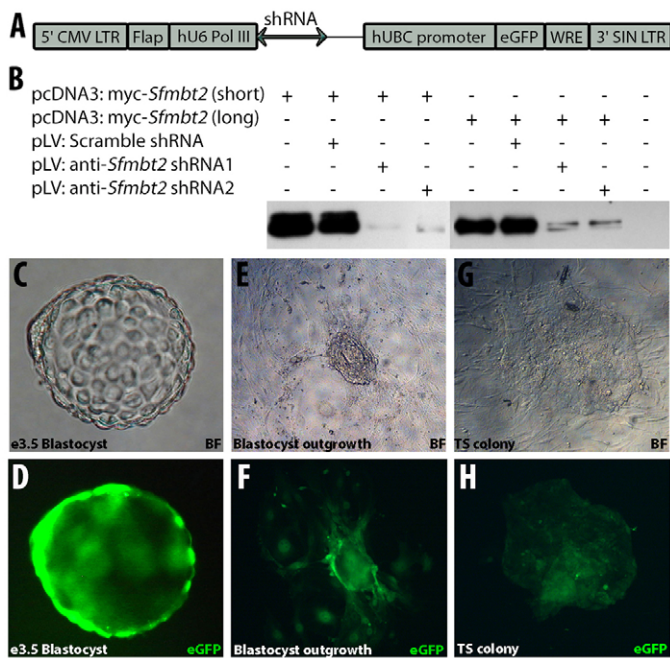 A
shRNA
5' CMV LTR Flap hU6 Pol III hUBC promoter eGFP WRE 3' SIN LTR
B
pcDNA3: myc-Sfmbt2 (short) + + + + - - - - -
pcDNA3: myc-Sfmbt2 (long) - - - - + + + + -
pLV: Scramble shRNA - + - - - + - - -
pLV: anti-Sfmbt2 shRNA1 - - + - - - + - -
pLV: anti-Sfmbt2 shRNA2 - - - + - - - + -
C E G
e3.5 Blastocyst BF Blastocyst outgrowth BF TS colony BF
D F H
e3.5 Blastocyst eGFP Blastocyst outgrowth eGFP TS colony eGFP